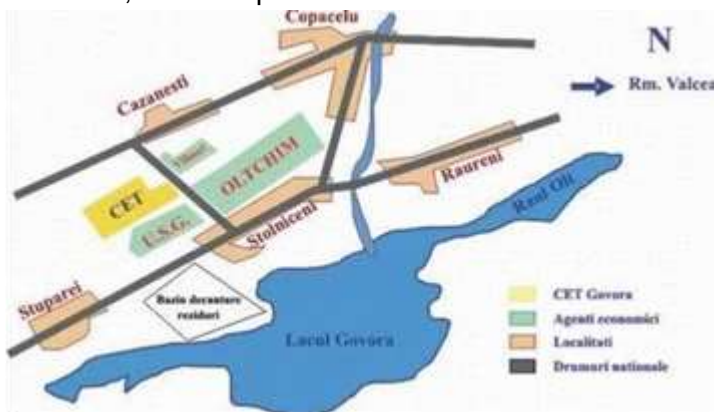 Copacelu
N
Rm. Valcea
Cazanesti
OLTCHIM
CET
U.S.G.
Stolniceni
Raureni
Raul Olt
Stuparei
Bazin decantare
reziduri
Lacul Govora
CET Govora
Agenti economici
Localitati
Drumuri nationale